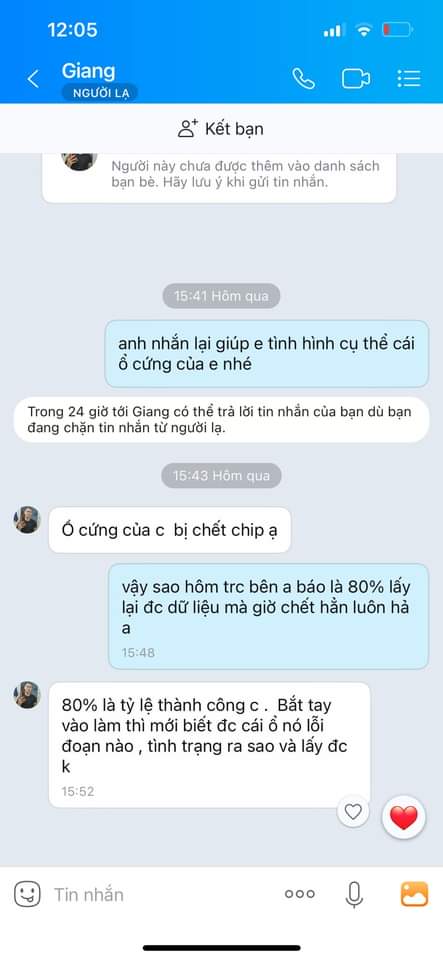 12:05
Giang
NGƯỜI LẠ
Kết bạn
Người này chưa được thêm vào danh sách
bạn bè. Hãy lưu ý khi gửi tin nhắn.
15:41 Hôm qua
anh nhắn lại giúp e tình hình cụ thể cái
ổ cứng của e nhé
Trong 24 giờ tới Giang có thể trả lời tin nhắn của bạn dù bạn
đang chặn tin nhắn từ người lạ.
15:43 Hôm qua
Ổ cứng của c bị chết chip ạ
vậy sao hôm trc bên a báo là 80% lấy
lại đc dữ liệu mà giờ chết hẳn luôn hả
a
15:48
80% là tỷ lệ thành công c . Bắt tay
vào làm thì mới biết đc cái ổ nó lỗi
đoạn nào , tình trạng ra sao và lấy đc
k
15:52
Tin nhắn